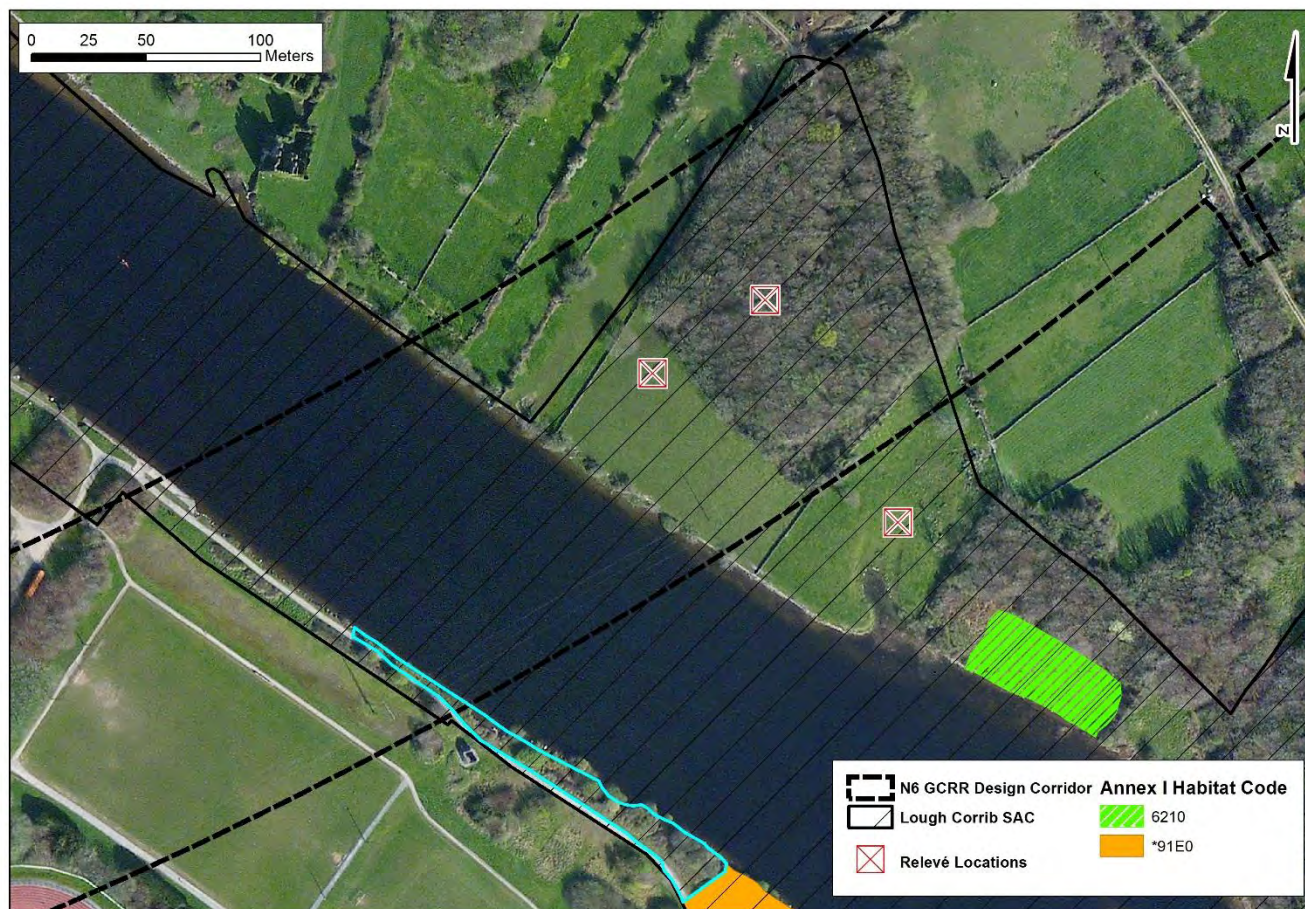 0 25 50 100
Meters
N
N6 GCRR Design Corridor
Lough Corrib SAC
Relevé Locations
Annex I Habitat Code
6210
*91E0